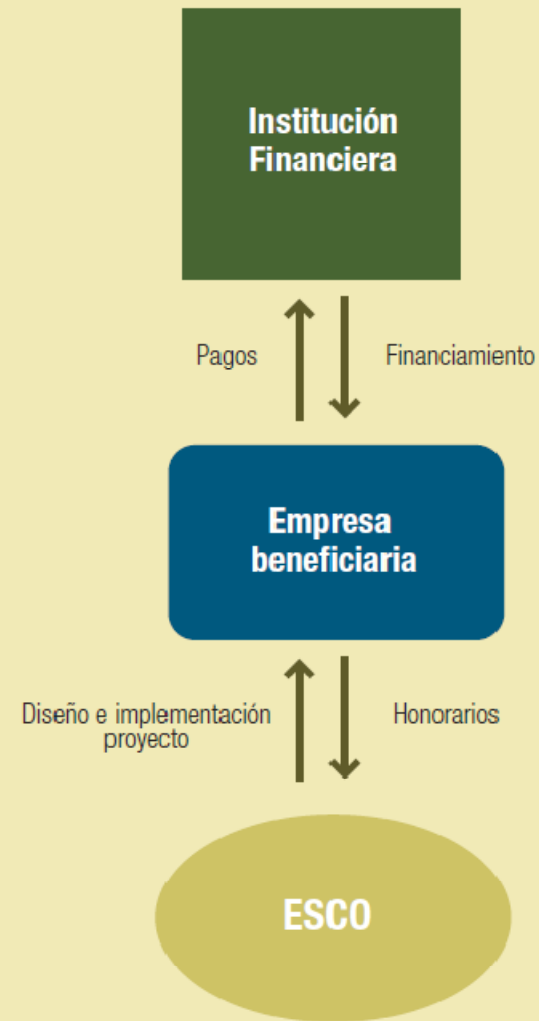 Institución
Financiera
Pagos
Financiamiento
Empresa
beneficiaria
Diseño e implementación
proyecto
Honorarios
ESCO